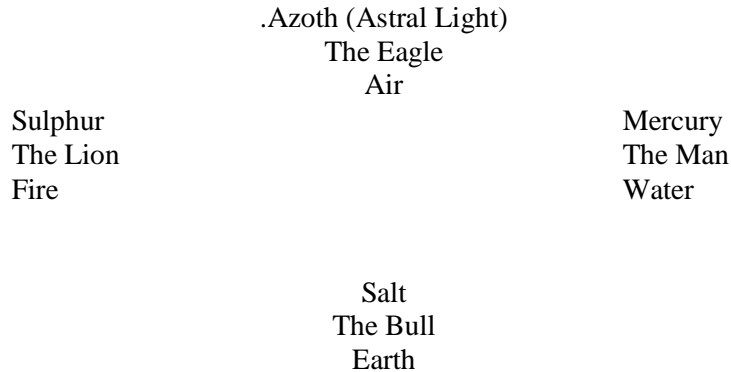 .Azoth (Astral Light)
The Eagle
Air
Sulphur Mercury
The Lion The Man
Fire Water
Salt
The Bull
Earth